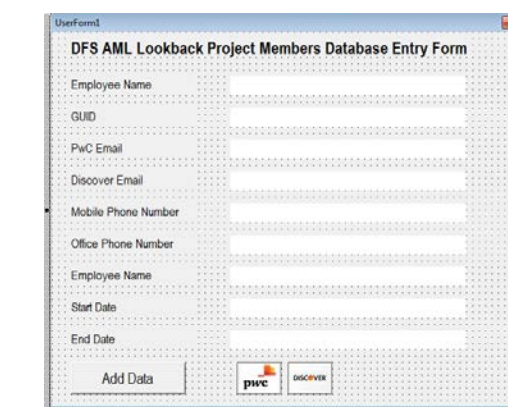 UserForm1
DFS AML Lookback Project Members Database Entry Form
Employee Name
GUID
PwC Email
Discover Email
Mobile Phone Number
Office Phone Number
Employee Name
Start Date
End Date
Add Data
pwc
DISCOVER